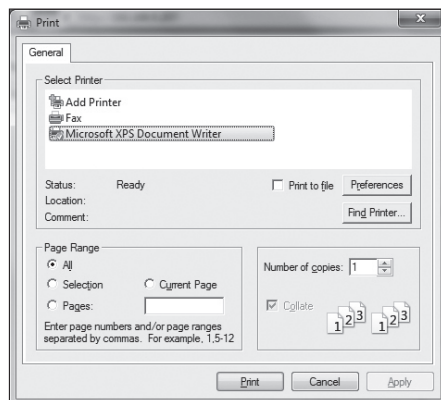 Print
General
Select Printer
Add Printer
Fax
Microsoft XPS Document Writer
Status: Ready
Print to file
Preferences
Location:
Comment:
Find Printer...
Page Range
All
Selection
Current Page
Pages:
Enter page numbers and/or page ranges
separated by commas. For example, 1,5-12
Number of copies: 1
Collate
1 2 3 1 2 3
Print Cancel Apply